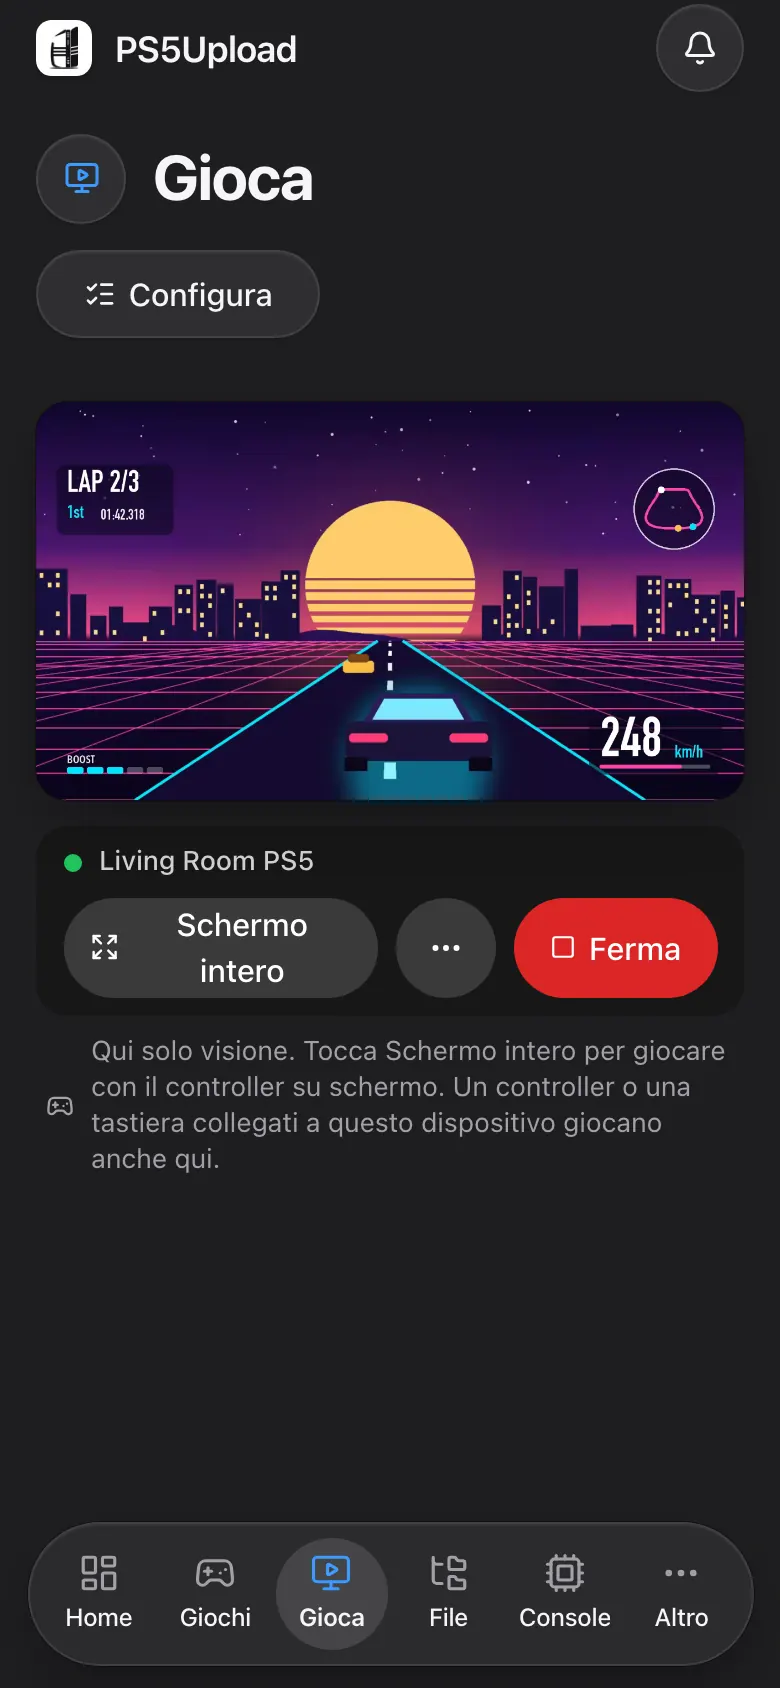 PS5Upload
Gioca
Configura
LAP 2/3
1st 01:42.318
BOOST
248 km/h
Living Room PS5
Schermo
intero
Ferma
Qui solo visione. Tocca Schermo intero per giocare
con il controller su schermo. Un controller o una
tastiera collegati a questo dispositivo giocano
anche qui.
Home
Giochi
Gioca
File
Console
Altro